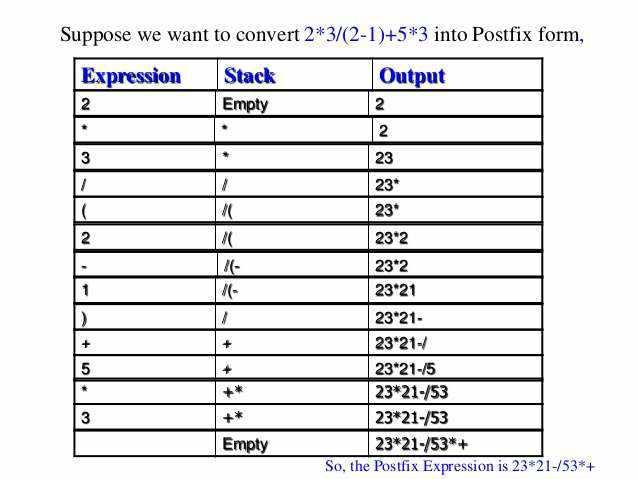 Suppose we want to convert 2*3/(2-1)+5*3 into Postfix form,
Expression Stack Output
2 Empty 2
* * 2
3 * 23
/ / 23*
( /( 23*
2 /( 23*2
- /(- 23*2
1 /(- 23*21
) / 23*21-
+ + 23*21-/
5 + 23*21-/5
* +* 23*21-/53
3 +* 23*21-/53
Empty 23*21-/53*+
So, the Postfix Expression is 23*21-/53*+